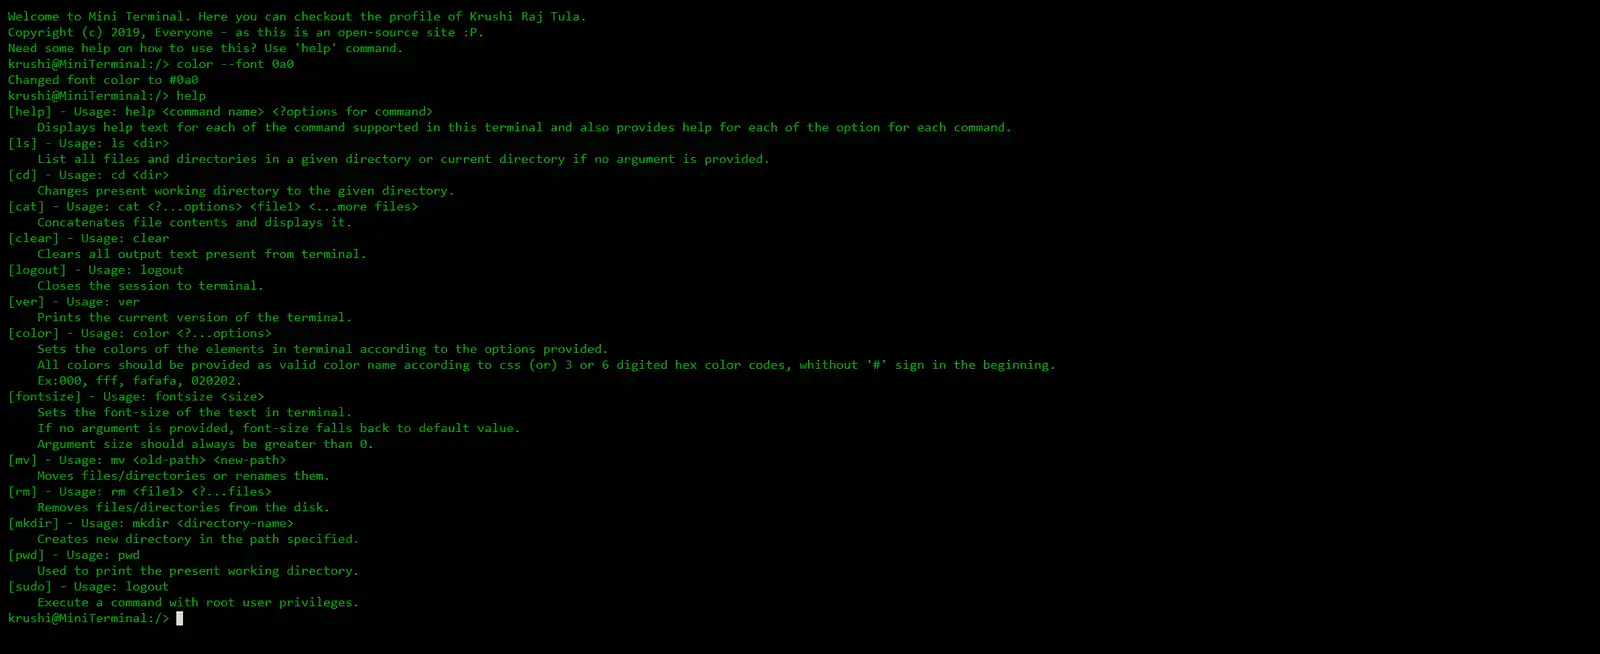 Welcome to Mini Terminal. Here you can checkout the profile of Krushi Raj Tula.
Copyright (c) 2019, Everyone - as this is an open-source site :P.
Need some help on how to use this? Use 'help' command.
krushi@MiniTerminal:/> color --font 0a0
Changed font color to #0a0
krushi@MiniTerminal:/> help
[help] - Usage: help <command name> <?options for command>
Displays help text for each of the command supported in this terminal and also provides help for each of the option for each command.
[ls] - Usage: ls <dir>
List all files and directories in a given directory or current directory if no argument is provided.
[cd] - Usage: cd <dir>
Changes present working directory to the given directory.
[cat] - Usage: cat <?...options> <file1> <...more files>
Concatenates file contents and displays it.
[clear] - Usage: clear
Clears all output text present from terminal.
[logout] - Usage: logout
Closes the session to terminal.
[ver] - Usage: ver
Prints the current version of the terminal.
[color] - Usage: color <?...options>
Sets the colors of the elements in terminal according to the options provided.
All colors should be provided as valid color name according to css (or) 3 or 6 digited hex color codes, whithout '#' sign in the beginning.
Ex:000, fff, fafafa, 020202.
[fontsize] - Usage: fontsize <size>
Sets the font-size of the text in terminal.
If no argument is provided, font-size falls back to default value.
Argument size should always be greater than 0.
[mv] - Usage: mv <old-path> <new-path>
Moves files/directories or renames them.
[rm] - Usage: rm <file1> <?...files>
Removes files/directories from the disk.
[mkdir] - Usage: mkdir <directory-name>
Creates new directory in the path specified.
[pwd] - Usage: pwd
Used to print the present working directory.
[sudo] - Usage: logout
Execute a command with root user privileges.
krushi@MiniTerminal:/>